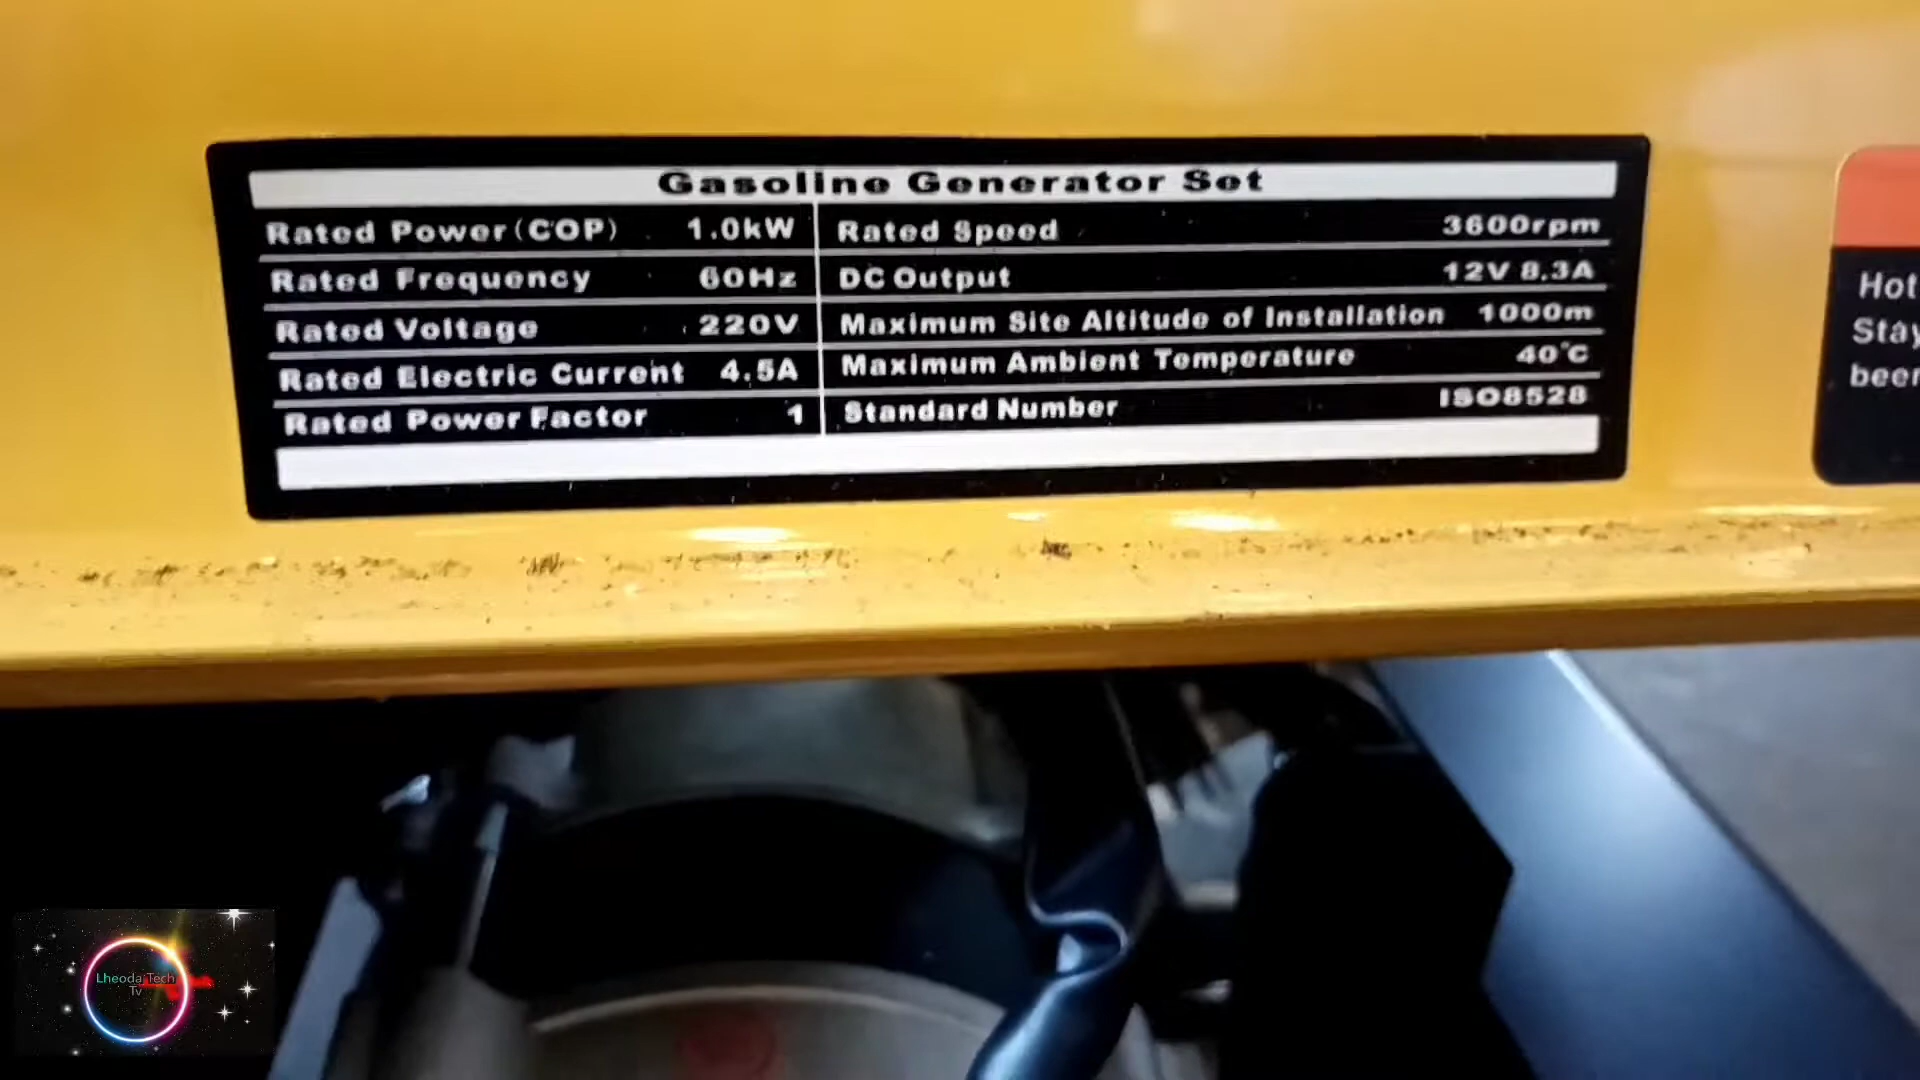 Gasoline Generator Set
Rated Power(COP) 1.0kW
Rated Frequency 60Hz
Rated Voltage 220V
Rated Electric Current 4.5A
Rated Power Factor 1
Rated Speed 3600rpm
DC Output 12V 8.3A
Maximum Site Altitude of Installation 1000m
Maximum Ambient Temperature 40°C
Standard Number ISO8528
Hot
Stay
been
Lheoda Tech
Tv